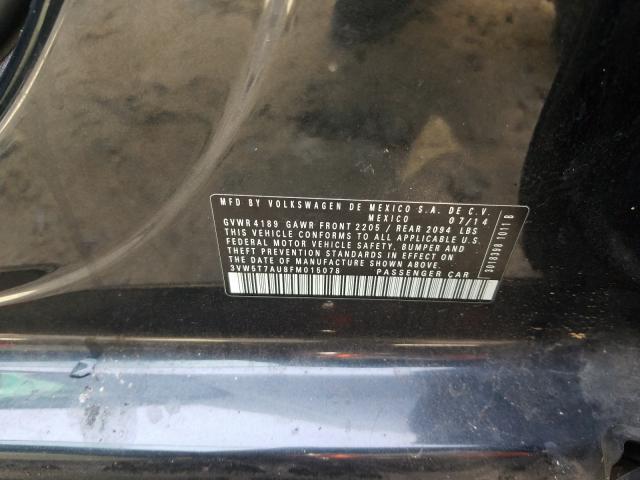 MFD BY VOLKSWAGEN DE MEXICO S.A. DE C.V.
MEXICO 07/14
GVWR 4189 GAWR FRONT 2205 / REAR 2094 LBS
THIS VEHICLE CONFORMS TO ALL APPLICABLE U.S.
FEDERAL MOTOR VEHICLE SAFETY, BUMPER, AND
THEFT PREVENTION STANDARDS IN EFFECT ON
THE DATE OF MANUFACTURE SHOWN ABOVE.
3VW5T7AU8FM015078 PASSENGER CAR
3018398 1011 B